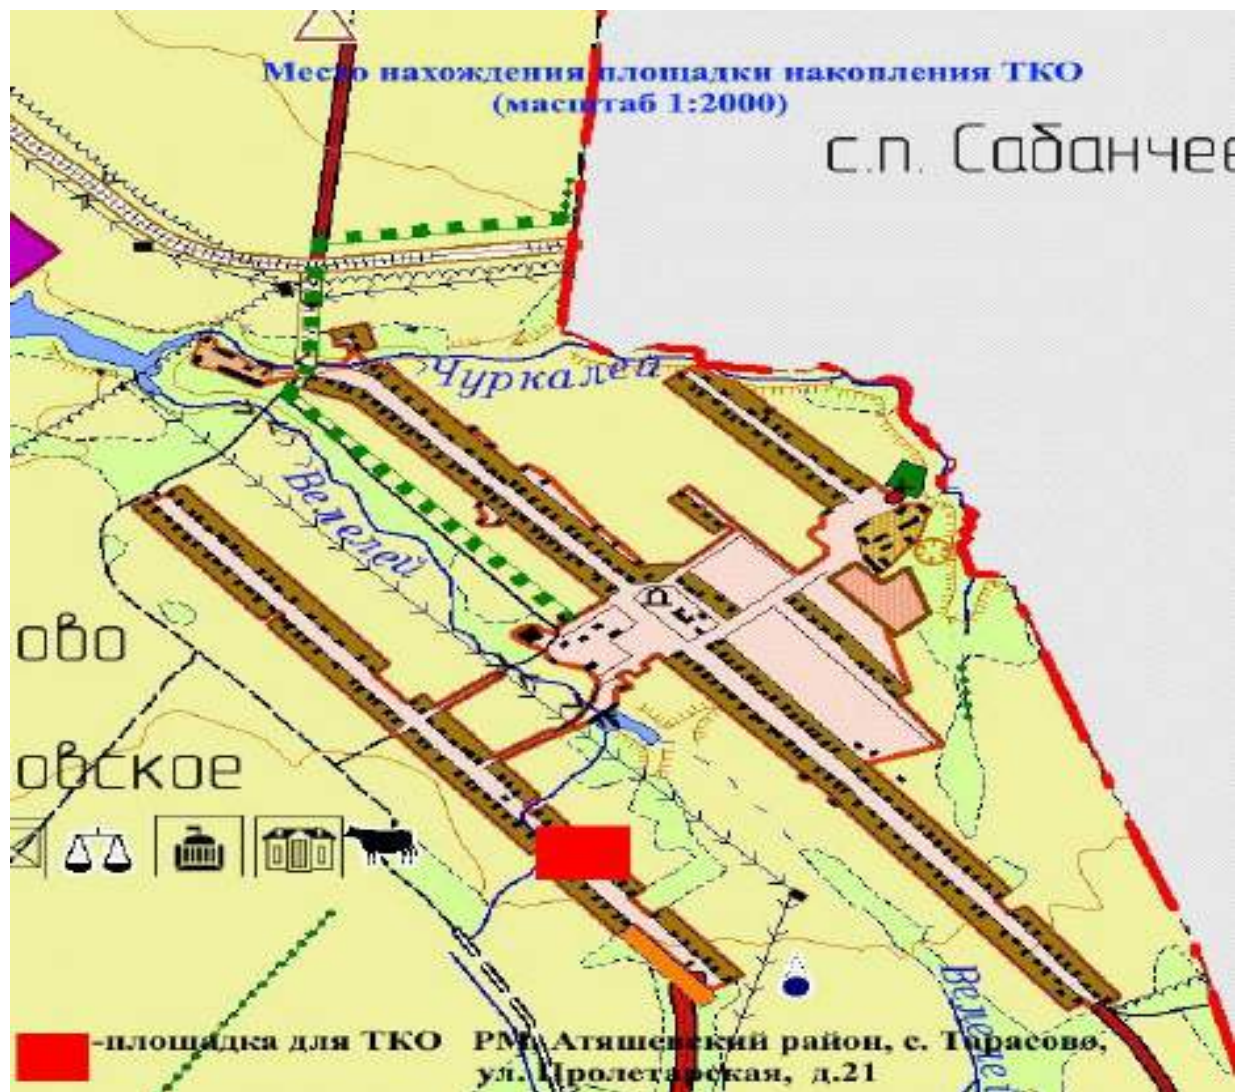 Место нахождения площадки накопления ТКО
(масштаб 1:2000)
с.п. Сабанчее
Чуркалей
Велелей
ово
овское
Велелей
-площадка для ТКО РМ, Атяшевский район, с. Тарасово,
ул. Пролетарская, д.21